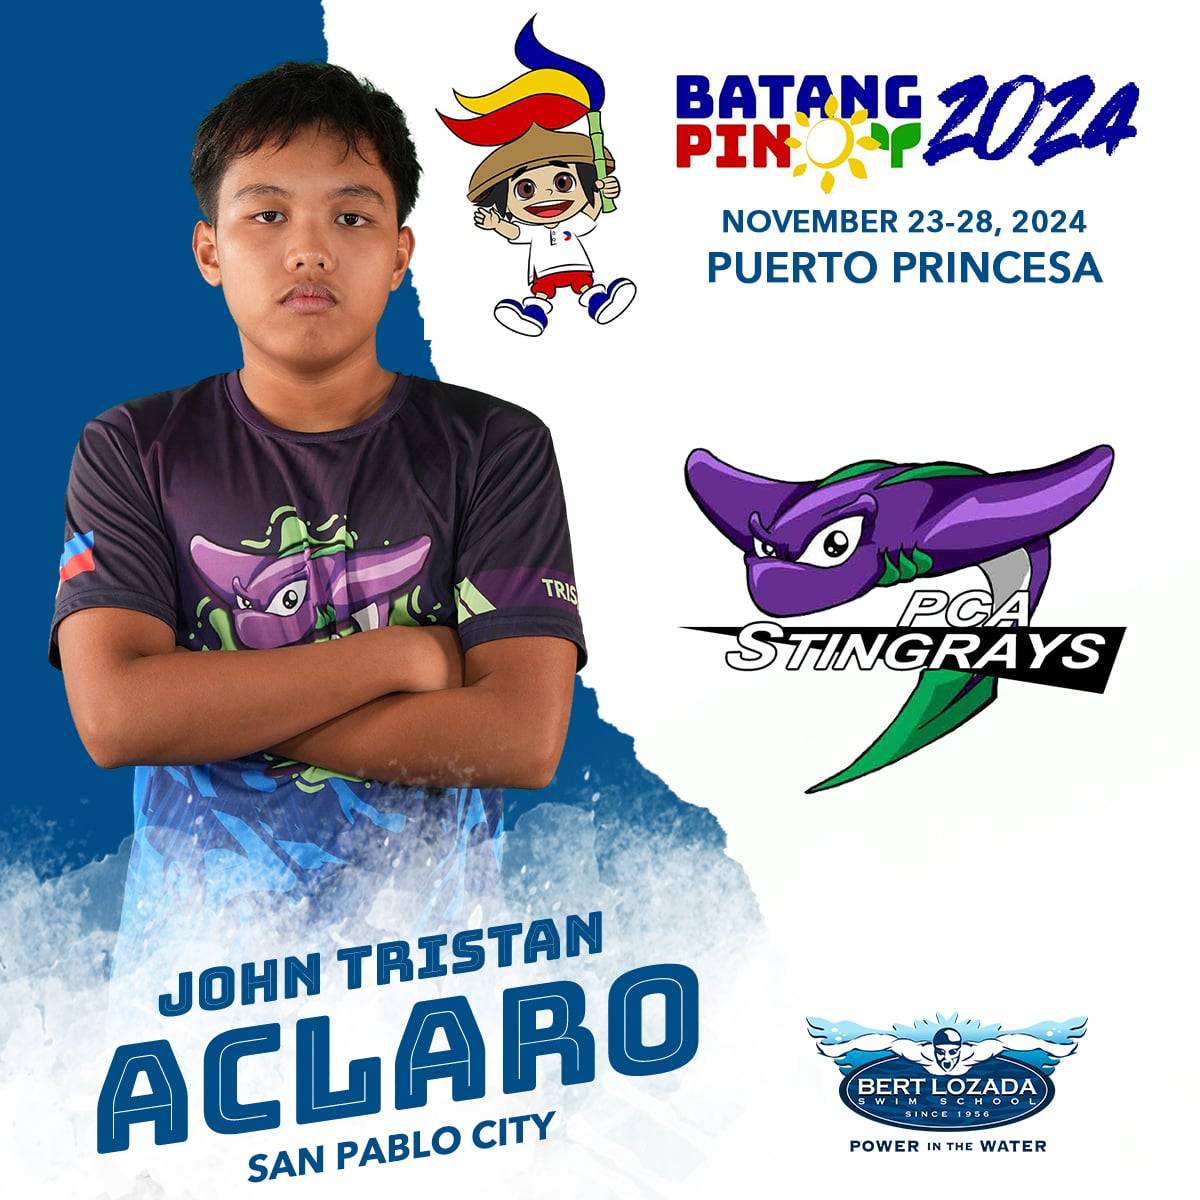 BATANG
PINOY
2024
NOVEMBER 23-28, 2024
PUERTO PRINCESA
TRIS
PCA
STINGRAYS
JOHN TRISTAN
ACLARO
SAN PABLO CITY
BERT LOZADA
SWIM SCHOOL
SINCE 1956
POWER IN THE WATER